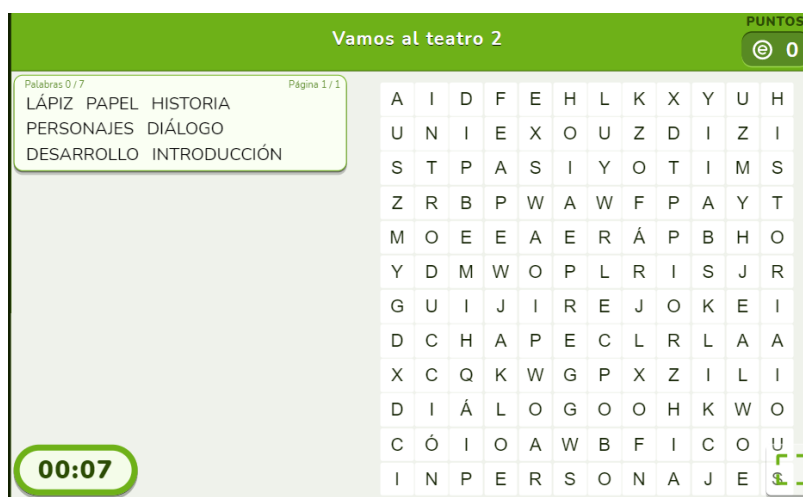 PUNTOS
Vamos al teatro 2
e 0
Palabras 0 / 7 Página 1 / 1
LÁPIZ PAPEL HISTORIA
PERSONAJES DIÁLOGO
DESARROLLO INTRODUCCIÓN
A I D F E H L K X Y U H
U N I E X O U Z D I Z I
S T P A S I Y O T I M S
Z R B P W A W F P A Y T
M O E E A E R Á P B H O
Y D M W O P L R I S J R
G U I J I R E J O K E I
D C H A P E C L R L A A
X C Q K W G P X Z I L I
D I Á L O G O O H K W O
C Ó I O A W B F I C O U
I N P E R S O N A J E S
00:07